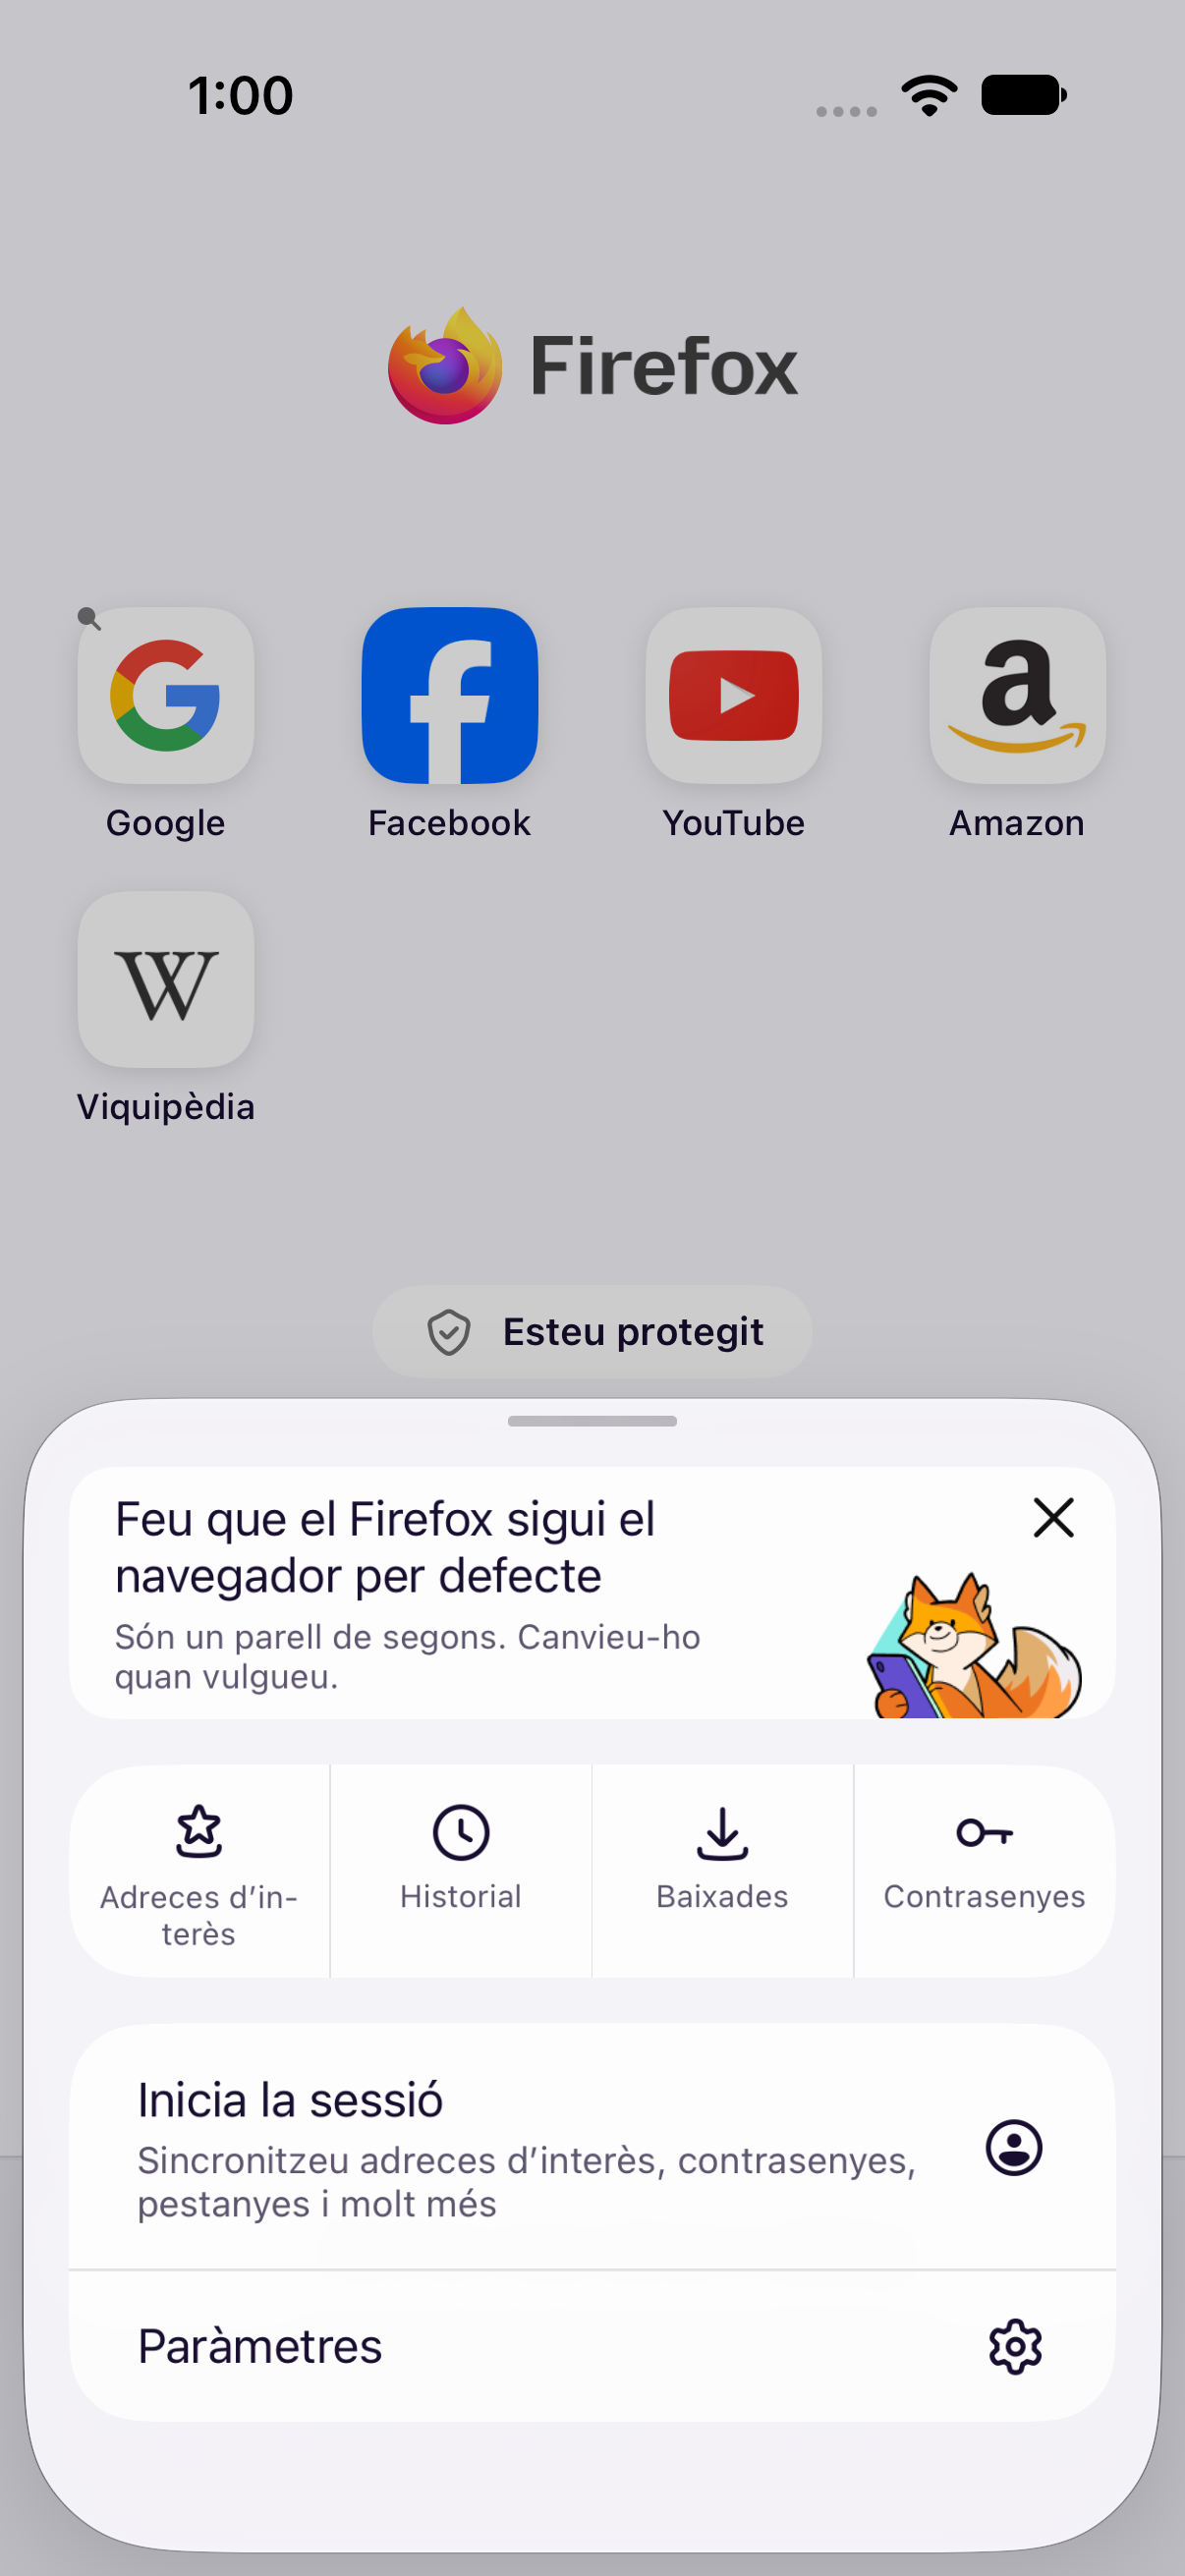 1:00
Firefox
Google
Facebook
YouTube
Amazon
W
Viquipèdia
Esteu protegit
Feu que el Firefox sigui el
navegador per defecte
Són un parell de segons. Canvieu-ho
quan vulgueu.
Adreces d’in-
terès
Historial
Baixades
Contrasenyes
Inicia la sessió
Sincronitzeu adreces d’interès, contrasenyes,
pestanyes i molt més
Paràmetres